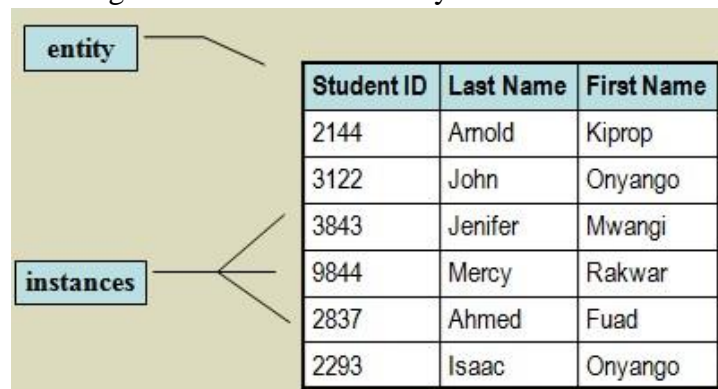 entity
Student ID Last Name First Name
2144 Arnold Kiprop
3122 John Onyango
3843 Jenifer Mwangi
9844 Mercy Rakwar
instances
2837 Ahmed Fuad
2293 Isaac Onyango